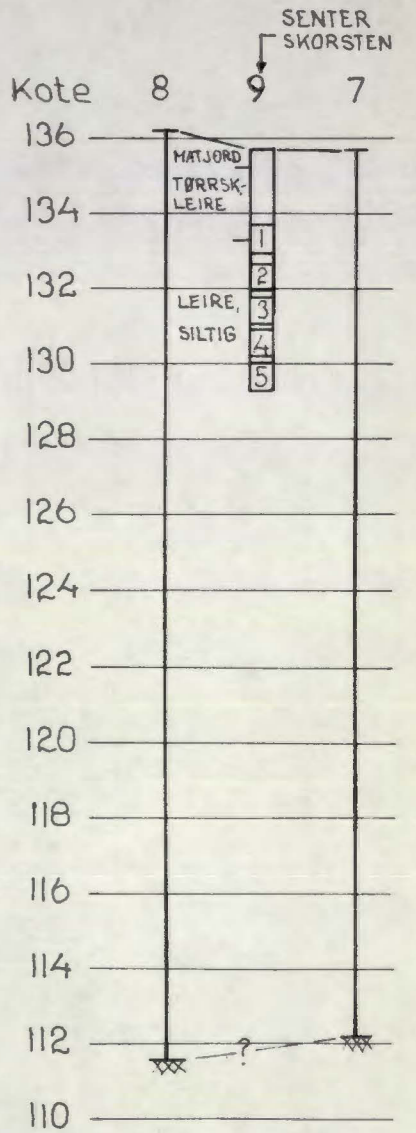 SENTER
SKORSTEN
Kote 8 9 7
136
MATJORD
TØRRSK-
LEIRE
134
1
2
132
LEIRE,
3
SILTIG
4
130
5
128
126
124
122
120
118
116
114
112
?
110